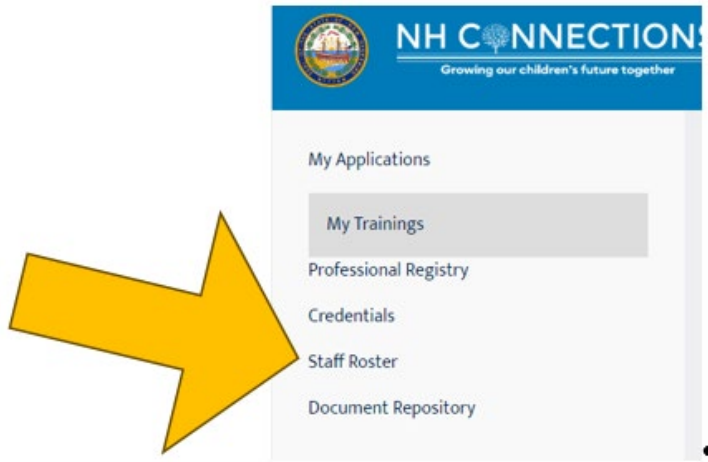 NH CONNECTIONS
Growing our children's future together
My Applications
My Trainings
Professional Registry
Credentials
Staff Roster
Document Repository